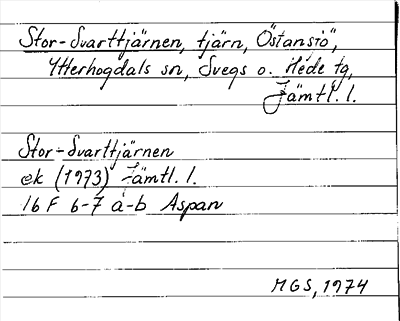 Stor-Svarttjärnen, tjärn, Östansjö,
Ytterhogdals sn, Svegs o. Hede tg,
Jämtl. l.
Stor-Svarttjärnen
ek (1973) Jämtl. l.
16 F 6-7 a-b Aspan
MGS, 1974